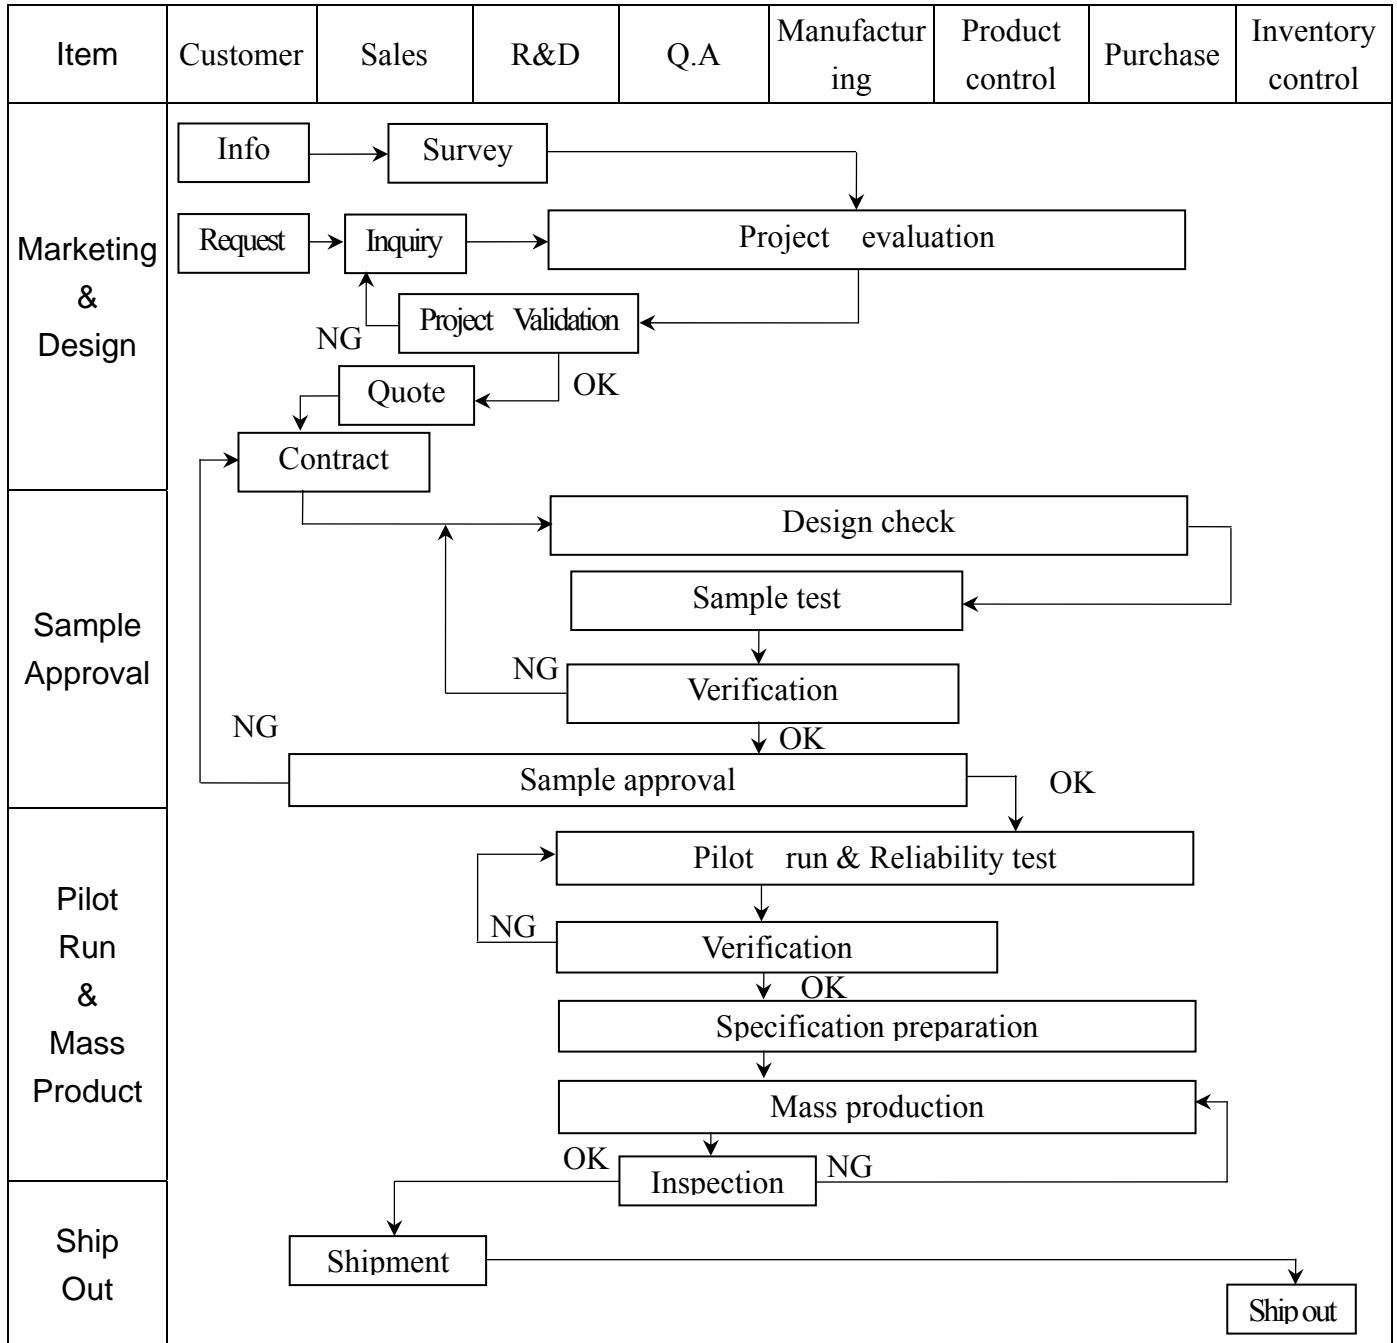 Item
Customer
Sales
R&D
Q.A
Manufactur
ing
Product
control
Purchase
Inventory
control
Marketing
&
Design
Info
Survey
Request
Inquiry
Project evaluation
Project Validation
NG
OK
Quote
Contract
Sample
Approval
Design check
Sample test
NG
Verification
NG
OK
Sample approval
OK
Pilot
Run
&
Mass
Product
Pilot run & Reliability test
NG
Verification
OK
Specification preparation
Mass production
OK
Inspection
NG
Ship
Out
Shipment
Ship out